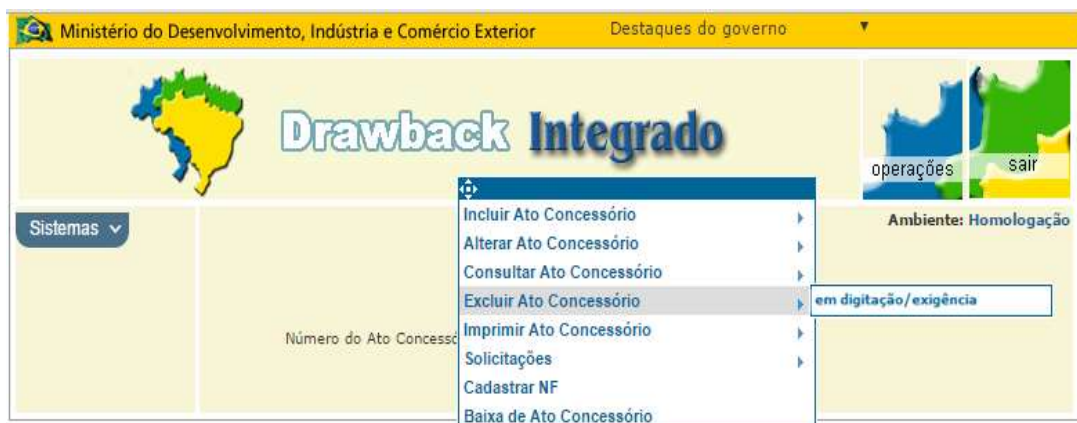 Ministério do Desenvolvimento, Indústria e Comércio Exterior
Destaques do governo
Drawback Integrado
operações
sair
Sistemas
Ambiente: Homologação
Incluir Ato Concessório
Alterar Ato Concessório
Consultar Ato Concessório
Excluir Ato Concessório
em digitação/exigência
Imprimir Ato Concessório
Número do Ato
Solicitações
Cadastrar NF
Baixa de Ato Concessório